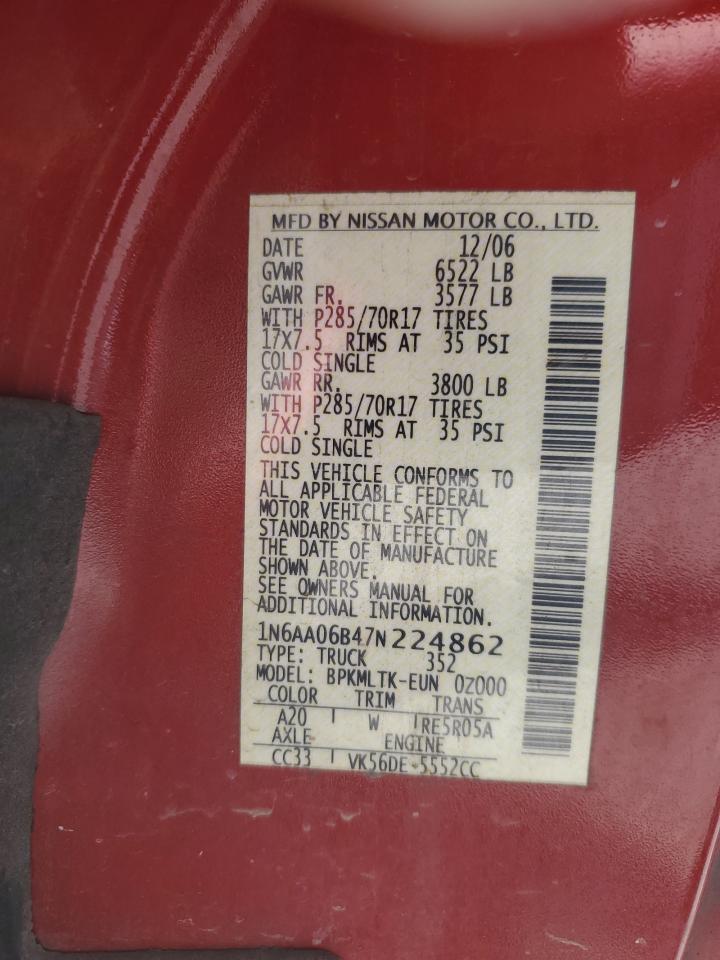 MFD BY NISSAN MOTOR CO., LTD.
DATE 12/06
GVWR 6522 LB
GAWR FR. 3577 LB
WITH P285/70R17 TIRES
17X7.5 RIMS AT 35 PSI
COLD SINGLE
GAWR RR. 3800 LB
WITH P285/70R17 TIRES
17X7.5 RIMS AT 35 PSI
COLD SINGLE
THIS VEHICLE CONFORMS TO
ALL APPLICABLE FEDERAL
MOTOR VEHICLE SAFETY
STANDARDS IN EFFECT ON
THE DATE OF MANUFACTURE
SHOWN ABOVE.
SEE OWNERS MANUAL FOR
ADDITIONAL INFORMATION.
1N6AA06B47N224862
TYPE: TRUCK 352
MODEL: BPKMLTK-EUN 0Z000
COLOR TRIM TRANS
A20 W RE5R05A
AXLE ENGINE
CC33 VK56DE-5552CC